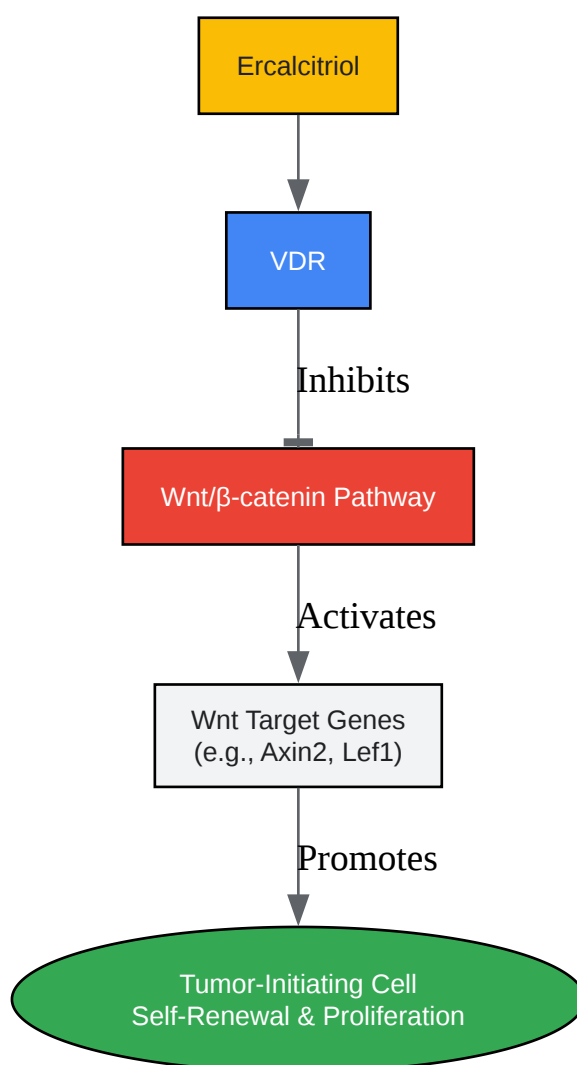 Ercalcitriol
VDR
Inhibits
Wnt/β-catenin Pathway
Activates
Wnt Target Genes
(e.g., Axin2, Lef1)
Promotes
Tumor-Initiating Cell
Self-Renewal & Proliferation